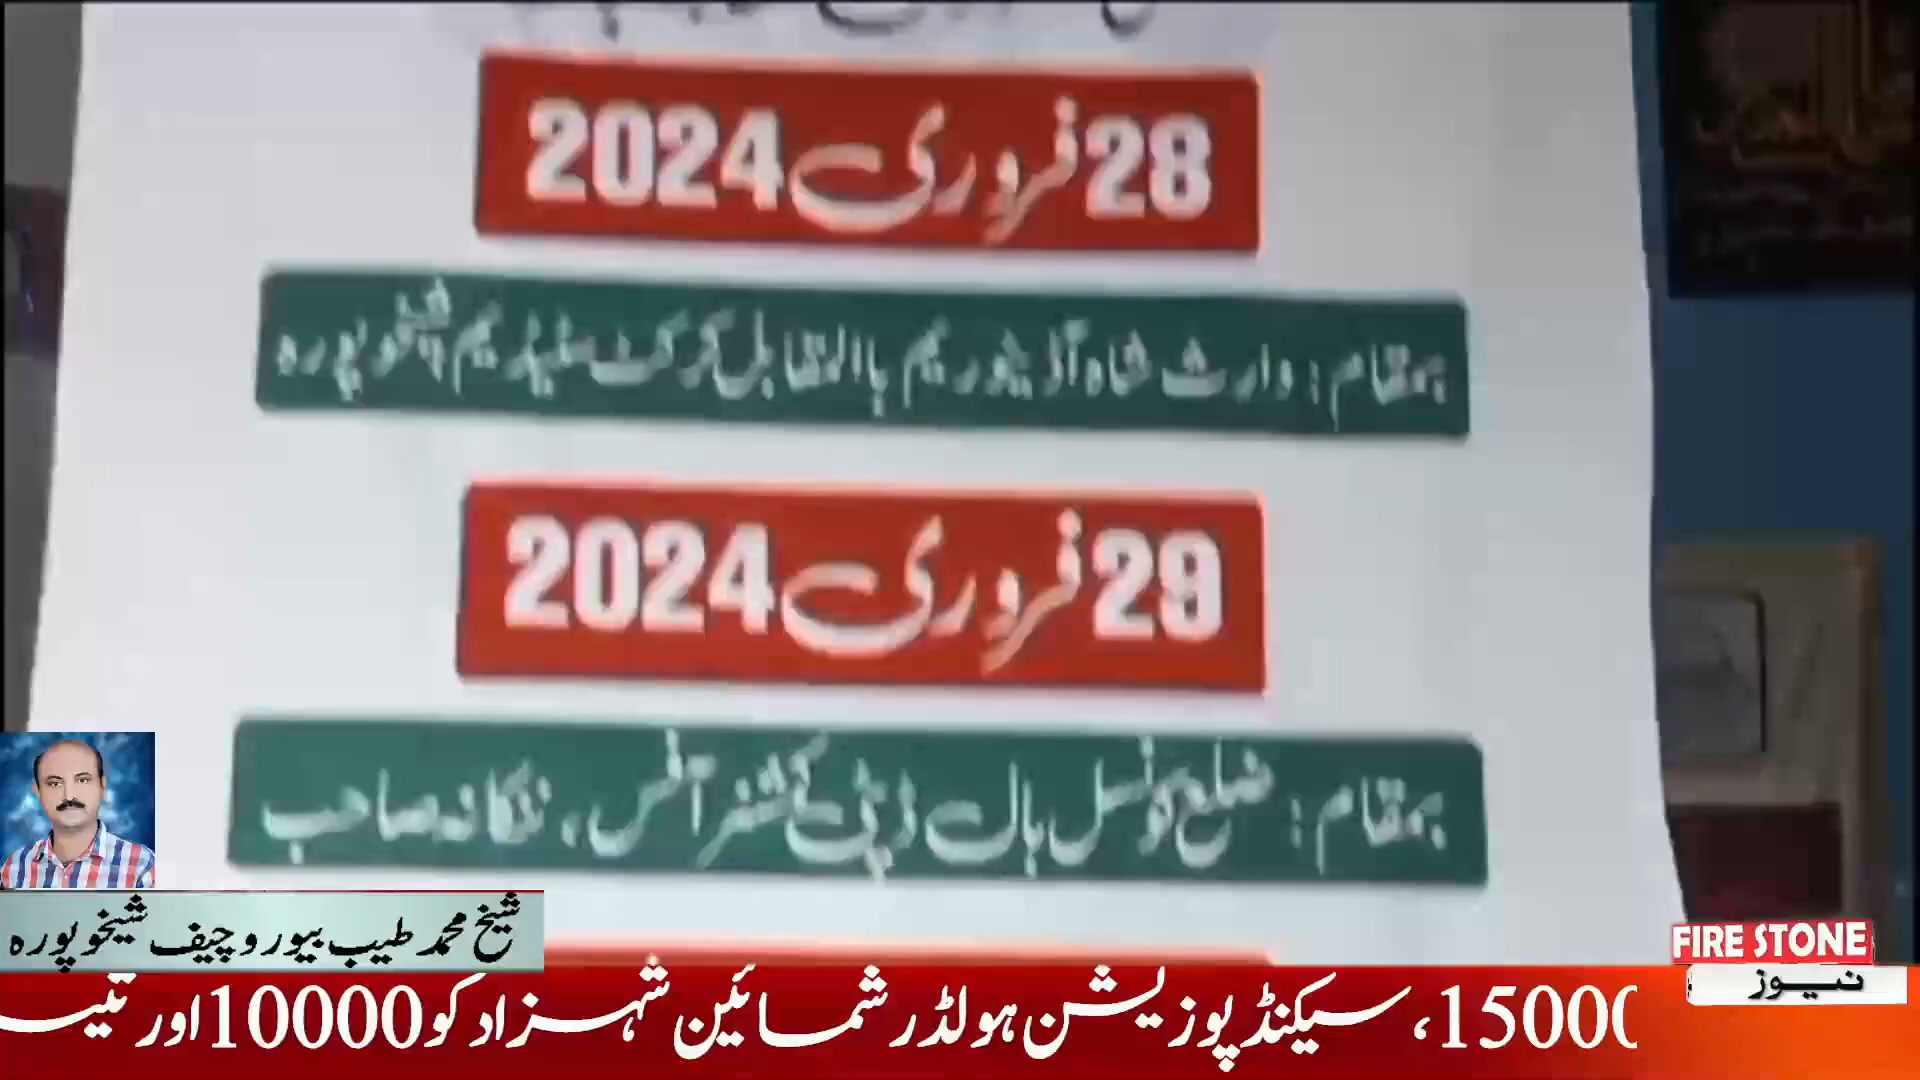 28 فروری 2024
بمقام: وارث شاہ آڈیٹوریم بالمقابل کرکٹ سٹیڈیم شیخوپورہ
29 فروری 2024
بمقام: ضلع کونسل ہال ڈپٹی کمشنر آفس، ننکانہ صاحب
شیخ محمد طیب بیورو چیف شیخوپورہ
FIRE STONE
نیوز
15000، سیکنڈ پوزیشن ہولڈر شمائین شہزاد کو 10000 اور